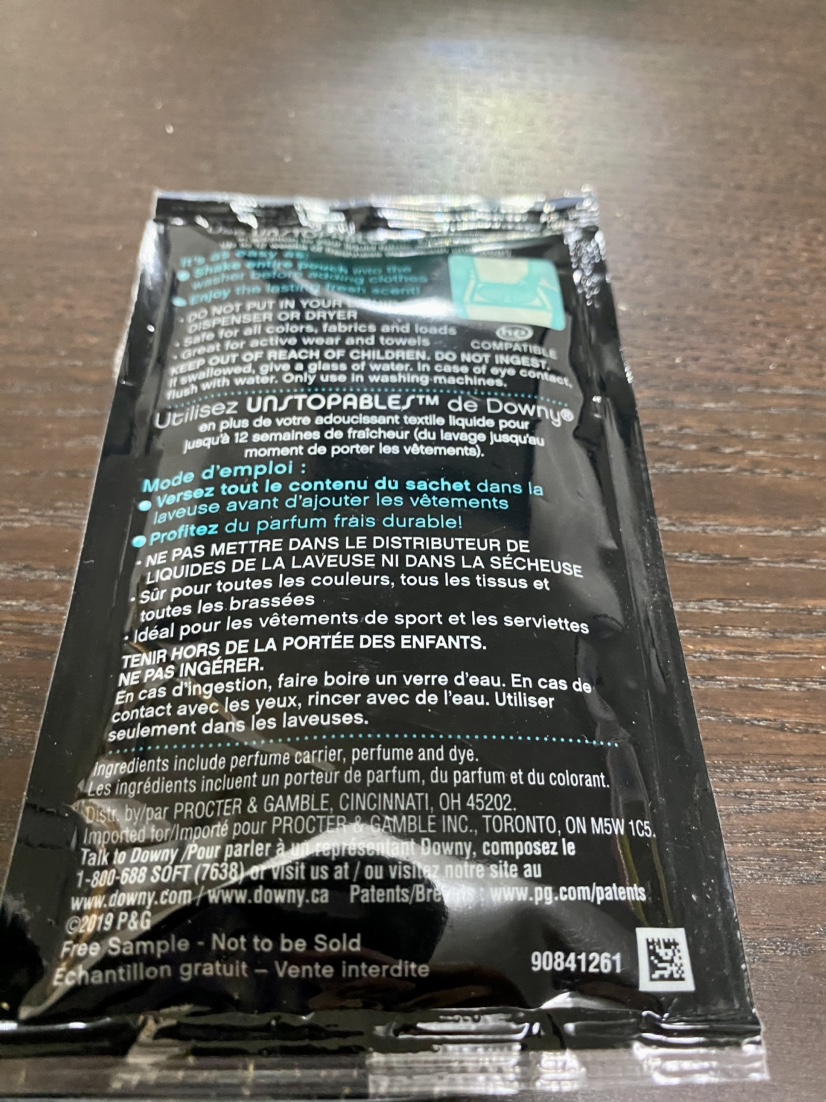 It's as easy as:
Shake entire pouch into the
washer before adding clothes
Enjoy the lasting fresh scent!
• DO NOT PUT IN YOUR
DISPENSER OR DRYER
• Safe for all colors, fabrics and loads
• Great for active wear and towels
he
COMPATIBLE
KEEP OUT OF REACH OF CHILDREN. DO NOT INGEST.
If swallowed, give a glass of water. In case of eye contact,
flush with water. Only use in washing machines.
Utilisez UNSTOPABLES™ de Downy®
en plus de votre adoucissant textile liquide pour
jusqu'à 12 semaines de fraîcheur (du lavage jusqu'au
moment de porter les vêtements).
Mode d'emploi :
Versez tout le contenu du sachet dans la
laveuse avant d'ajouter les vêtements
Profitez du parfum frais durable!
• NE PAS METTRE DANS LE DISTRIBUTEUR DE
LIQUIDES DE LA LAVEUSE NI DANS LA SÉCHEUSE
• Sûr pour toutes les couleurs, tous les tissus et
toutes les brassées
• Idéal pour les vêtements de sport et les serviettes
TENIR HORS DE LA PORTÉE DES ENFANTS.
NE PAS INGÉRER.
En cas d'ingestion, faire boire un verre d'eau. En cas de
contact avec les yeux, rincer avec de l'eau. Utiliser
seulement dans les laveuses.
Ingredients include perfume carrier, perfume and dye.
Les ingrédients incluent un porteur de parfum, du parfum et du colorant.
Distr. by/par PROCTER & GAMBLE, CINCINNATI, OH 45202.
Imported for/Importé pour PROCTER & GAMBLE INC., TORONTO, ON M5W 1C5.
Talk to Downy /Pour parler à un représentant Downy, composez le
1-800-688 SOFT (7638) or visit us at / ou visitez notre site au
www.downy.com / www.downy.ca Patents/Brevets : www.pg.com/patents
©2019 P&G
Free Sample - Not to be Sold
Échantillon gratuit – Vente interdite
90841261